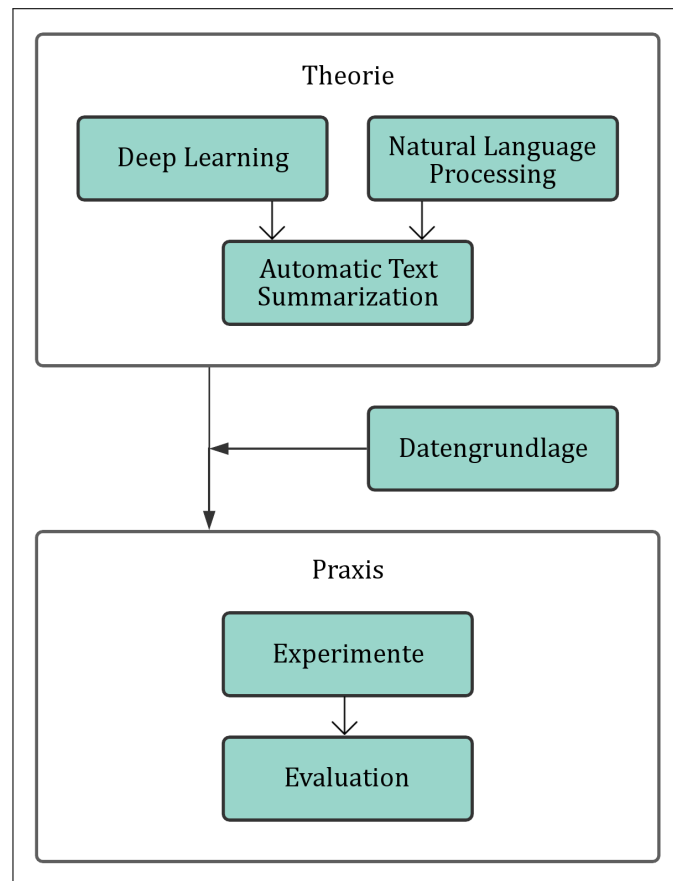 Theorie
Deep Learning
Natural Language
Processing
Automatic Text
Summarization
Datengrundlage
Praxis
Experimente
Evaluation